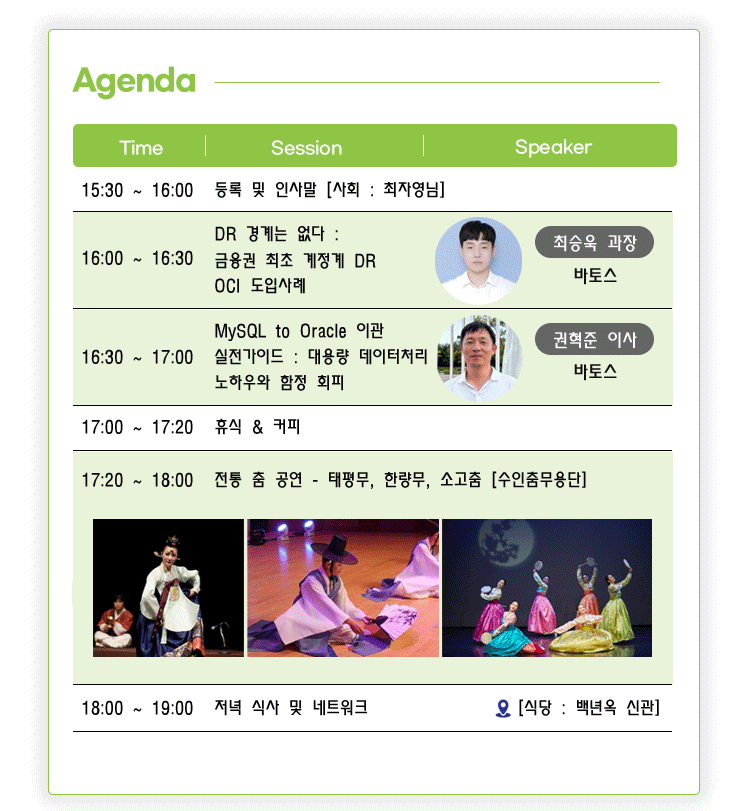 Agenda
Time Session Speaker
15:30 ~ 16:00 등록 및 인사말 [사회 : 최자영님]
16:00 ~ 16:30
DR 경계는 없다 :
금융권 최초 계정계 DR
OCI 도입사례
최승욱 과장
바토스
16:30 ~ 17:00
MySQL to Oracle 이관
실전가이드 : 대용량 데이터처리
노하우와 함정 회피
권혁준 이사
바토스
17:00 ~ 17:20 휴식 & 커피
17:20 ~ 18:00 전통 춤 공연 - 태평무, 한량무, 소고춤 [수인춤무용단]
18:00 ~ 19:00 저녁 식사 및 네트워크 [식당 : 백년옥 신관]